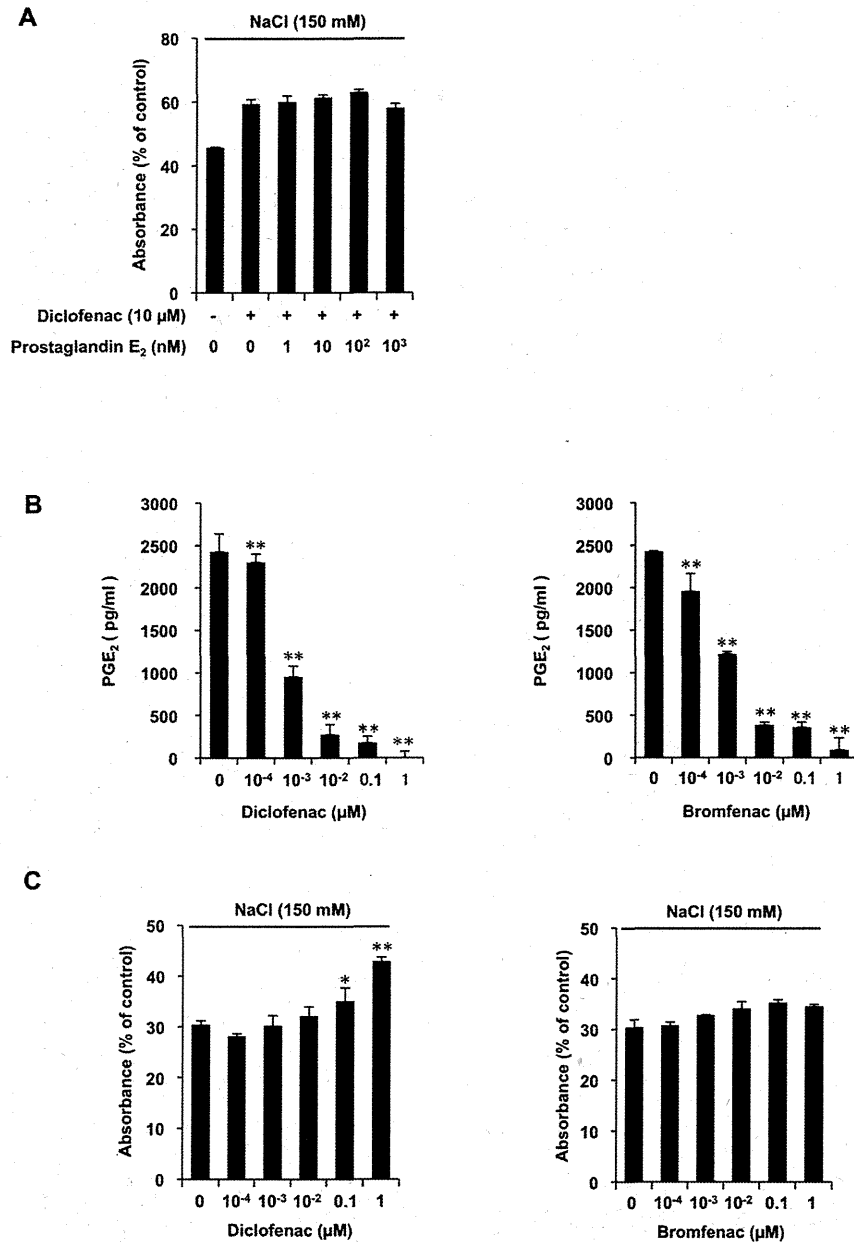 A
NaCl (150 mM)
Absorbance (% of control)
80
60
40
20
0
Diclofenac (10 µM) - + + + + +
Prostaglandin E₂ (nM) 0 0 1 10 10² 10³
B
PGE₂ ( pg/ml )
3000
2500
2000
1500
1000
500
0
** ** ** ** **
0 10⁻⁴ 10⁻³ 10⁻² 0.1 1
Diclofenac (µM)
PGE₂ ( pg/ml )
3000
2500
2000
1500
1000
500
0
** ** ** ** **
0 10⁻⁴ 10⁻³ 10⁻² 0.1 1
Bromfenac (µM)
C
NaCl (150 mM)
Absorbance (% of control)
50
40
30
20
10
0
* **
0 10⁻⁴ 10⁻³ 10⁻² 0.1 1
Diclofenac (µM)
NaCl (150 mM)
Absorbance (% of control)
50
40
30
20
10
0
0 10⁻⁴ 10⁻³ 10⁻² 0.1 1
Bromfenac (µM)